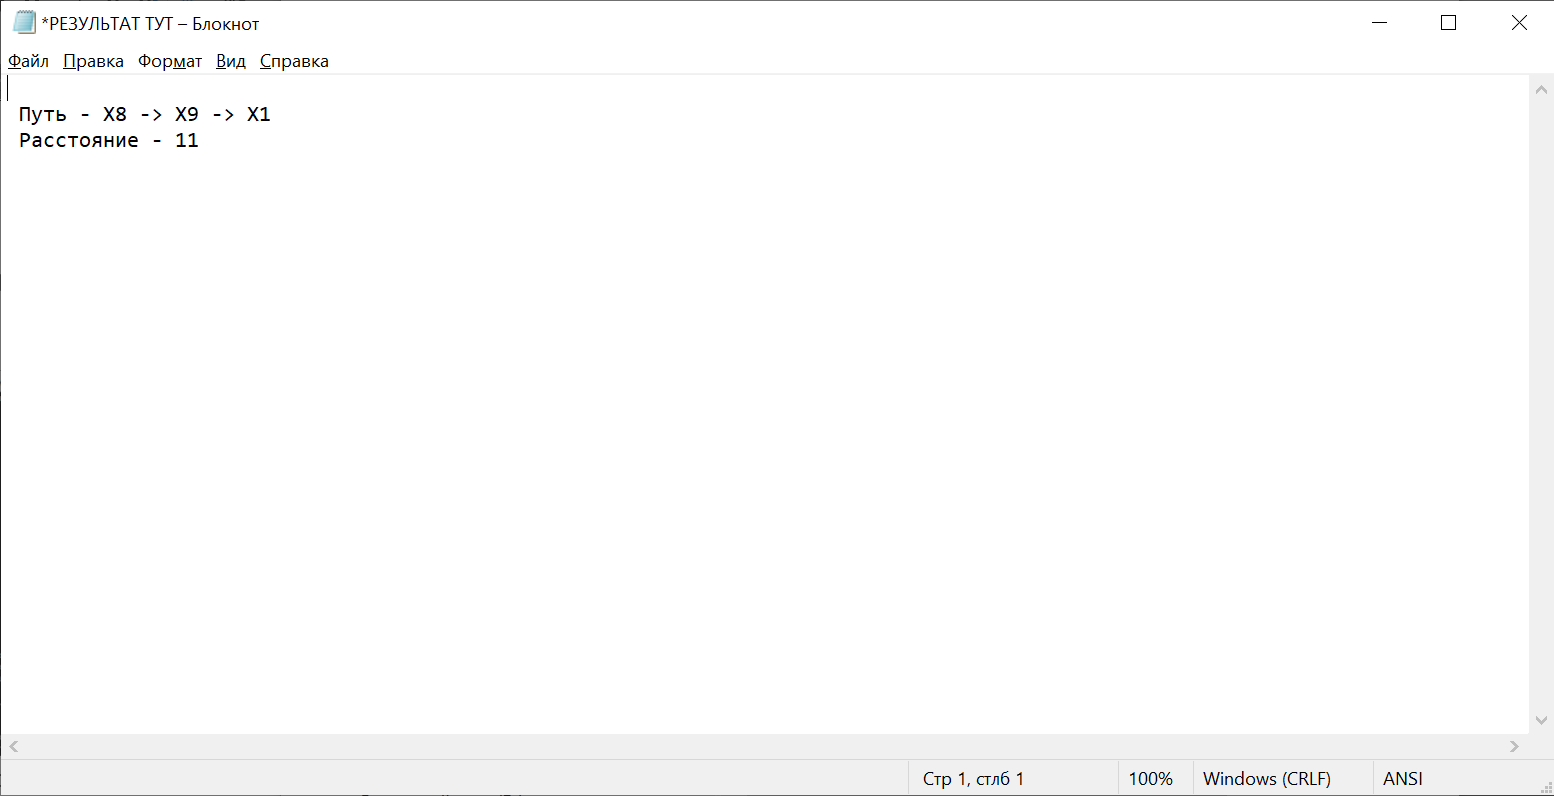 *РЕЗУЛЬТАТ ТУТ – Блокнот
Файл Правка Формат Вид Справка
Путь - X8 -> X9 -> X1
Расстояние - 11
Стр 1, стлб 1 100% Windows (CRLF) ANSI